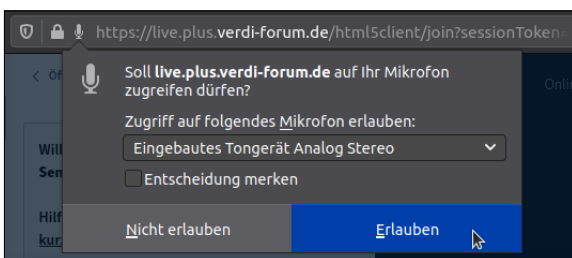 https://live.plus.verdi-forum.de/html5client/join?sessionToken=
Soll live.plus.verdi-forum.de auf Ihr Mikrofon
zugreifen dürfen?
Zugriff auf folgendes Mikrofon erlauben:
Eingebautes Tongerät Analog Stereo
Entscheidung merken
Nicht erlauben
Erlauben